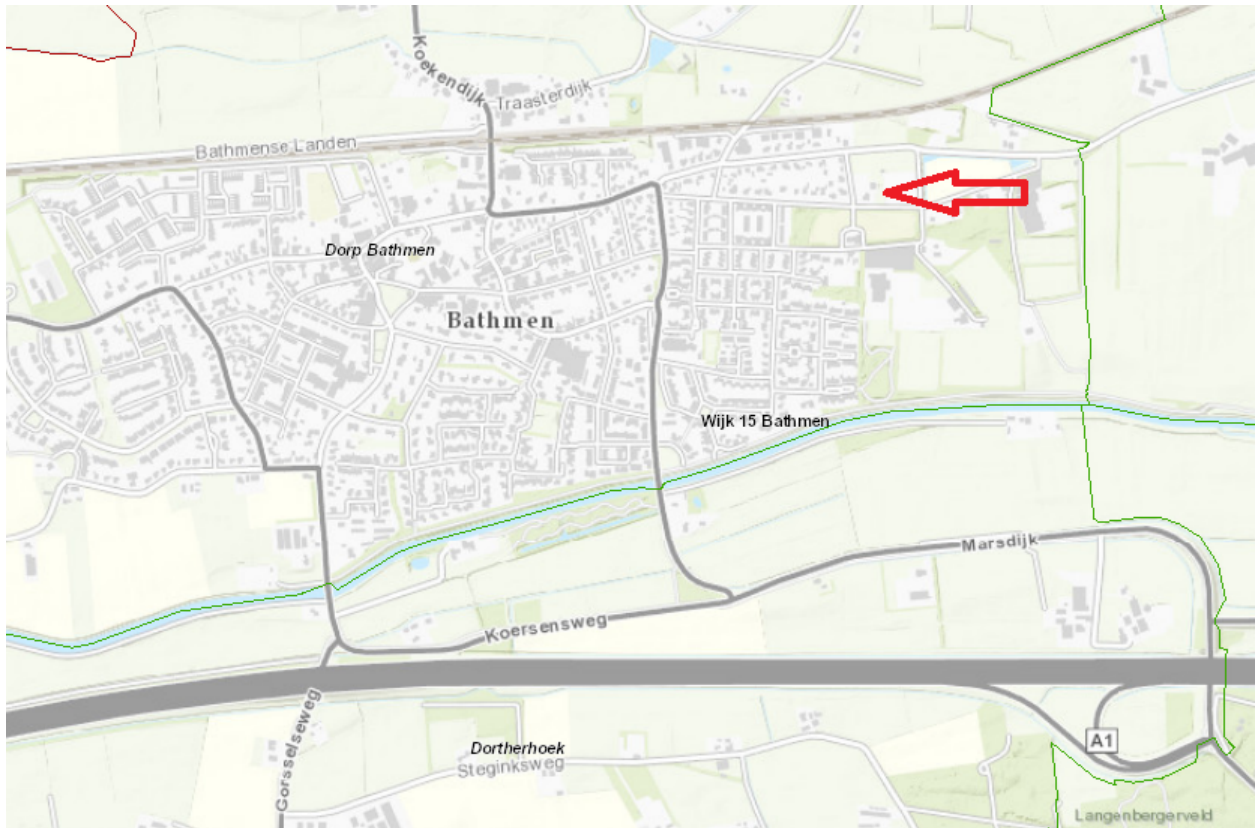 Koekendijk
Traasterdijk
Bathmense Landen
Dorp Bathmen
Bathmen
Wijk 15 Bathmen
Marsdijk
Koersensweg
Gorsselseweg
Dortherhoek
Steginksweg
A1
Langenbergerveld